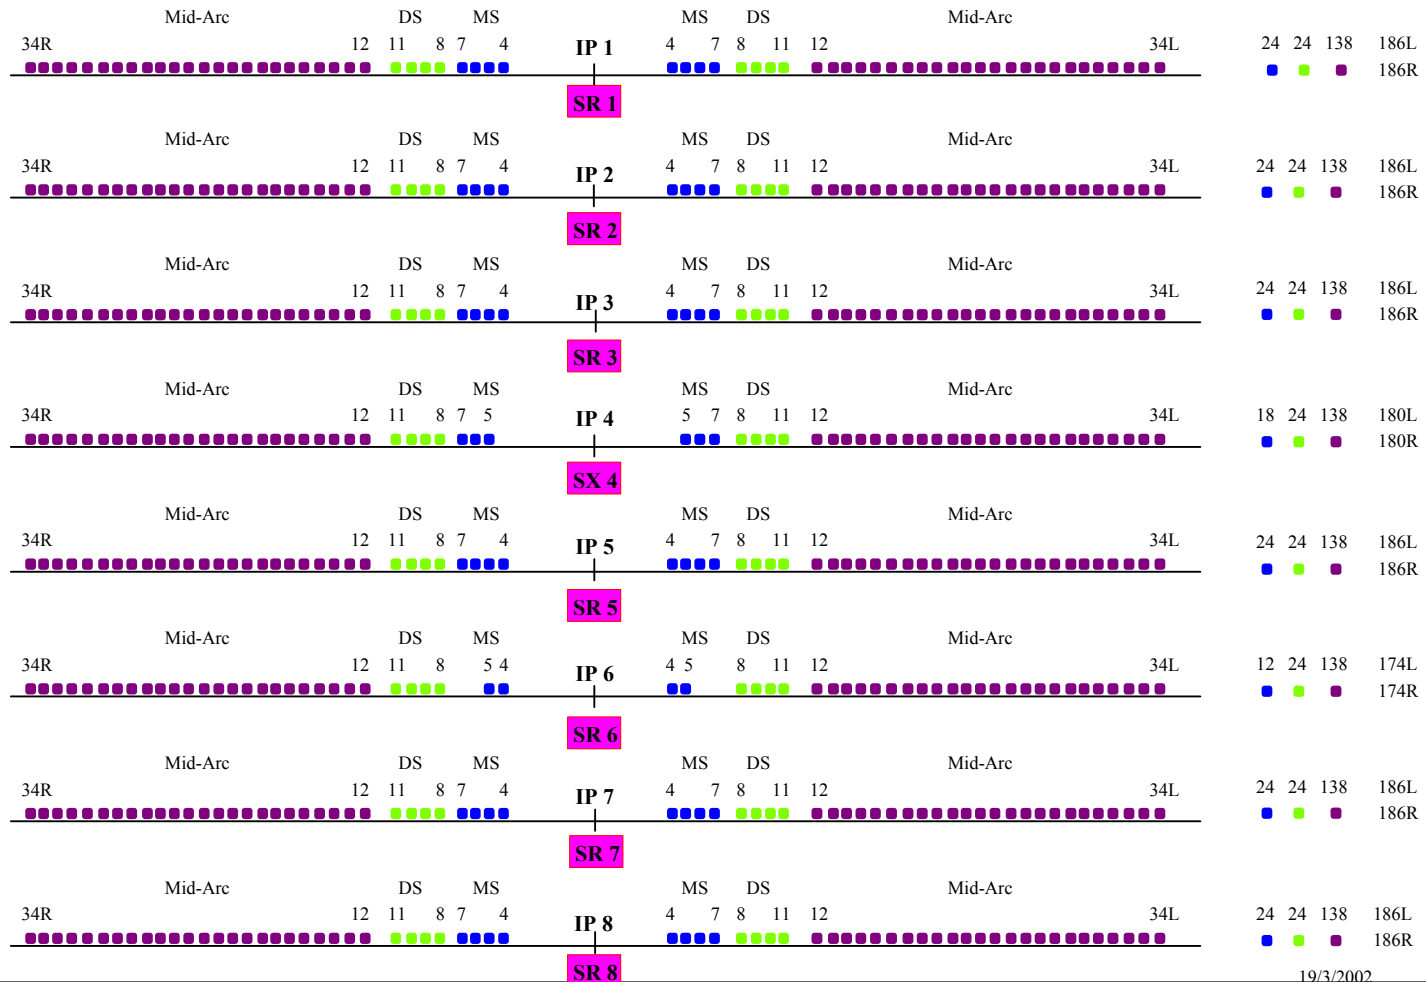 Mid-Arc DS MS MS DS Mid-Arc
34R 12 11 8 7 4 IP 1 4 7 8 11 12 34L 24 24 138 186L
186R
SR 1
Mid-Arc DS MS MS DS Mid-Arc
34R 12 11 8 7 4 IP 2 4 7 8 11 12 34L 24 24 138 186L
186R
SR 2
Mid-Arc DS MS MS DS Mid-Arc
34R 12 11 8 7 4 IP 3 4 7 8 11 12 34L 24 24 138 186L
186R
SR 3
Mid-Arc DS MS MS DS Mid-Arc
34R 12 11 8 7 5 IP 4 5 7 8 11 12 34L 18 24 138 180L
180R
SX 4
Mid-Arc DS MS MS DS Mid-Arc
34R 12 11 8 7 4 IP 5 4 7 8 11 12 34L 24 24 138 186L
186R
SR 5
Mid-Arc DS MS MS DS Mid-Arc
34R 12 11 8 5 4 IP 6 4 5 8 11 12 34L 12 24 138 174L
174R
SR 6
Mid-Arc DS MS MS DS Mid-Arc
34R 12 11 8 7 4 IP 7 4 7 8 11 12 34L 24 24 138 186L
186R
SR 7
Mid-Arc DS MS MS DS Mid-Arc
34R 12 11 8 7 4 IP 8 4 7 8 11 12 34L 24 24 138 186L
186R
SR 8
19/3/2002